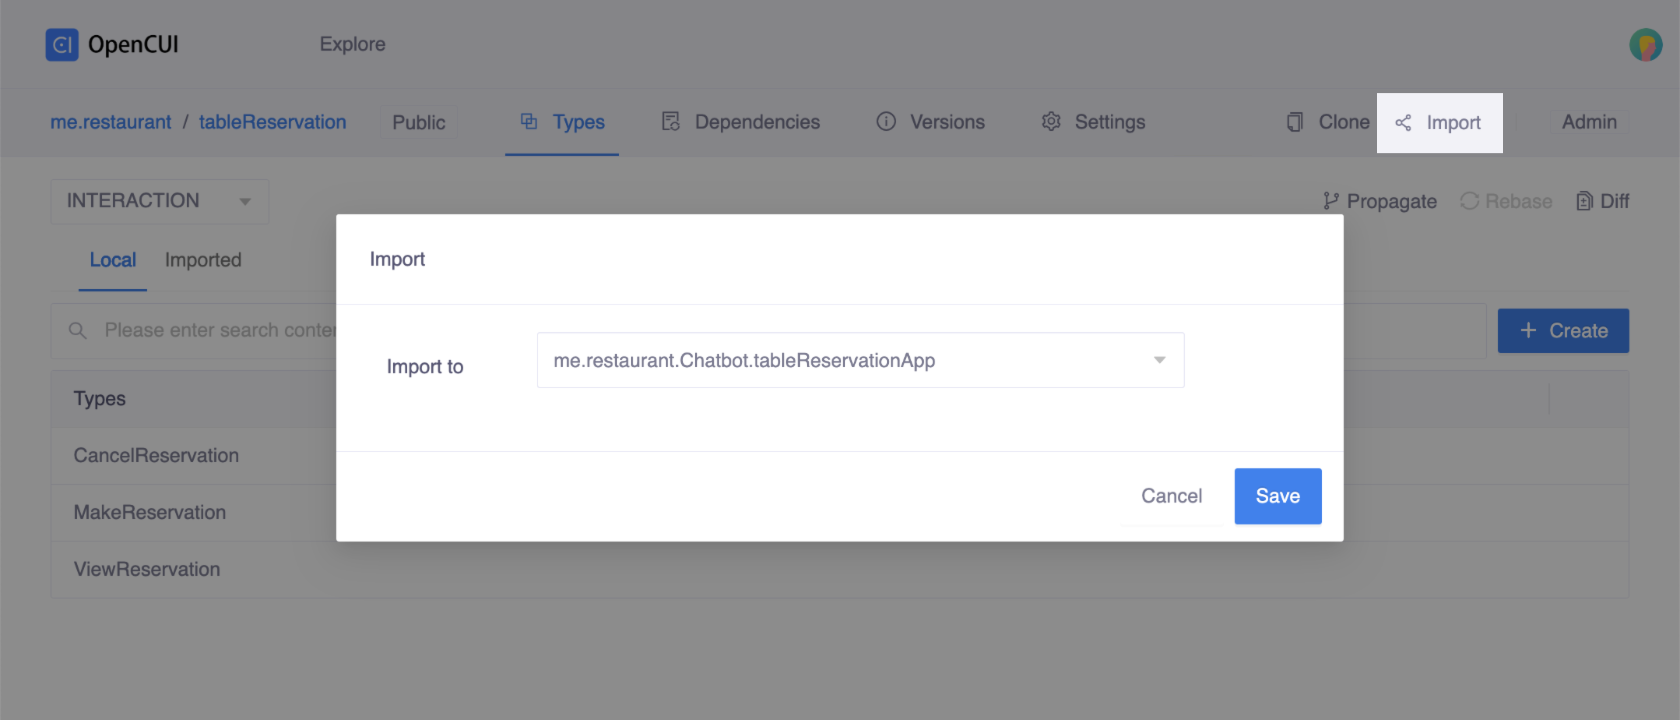 OpenCUI Explore
me.restaurant / tableReservation Public Types Dependencies Versions Settings Clone Import Admin
INTERACTION Propagate Rebase Diff
Local Imported
Please enter search conten Create
Types
CancelReservation
MakeReservation
ViewReservation
Import
Import to me.restaurant.Chatbot.tableReservationApp
Cancel Save